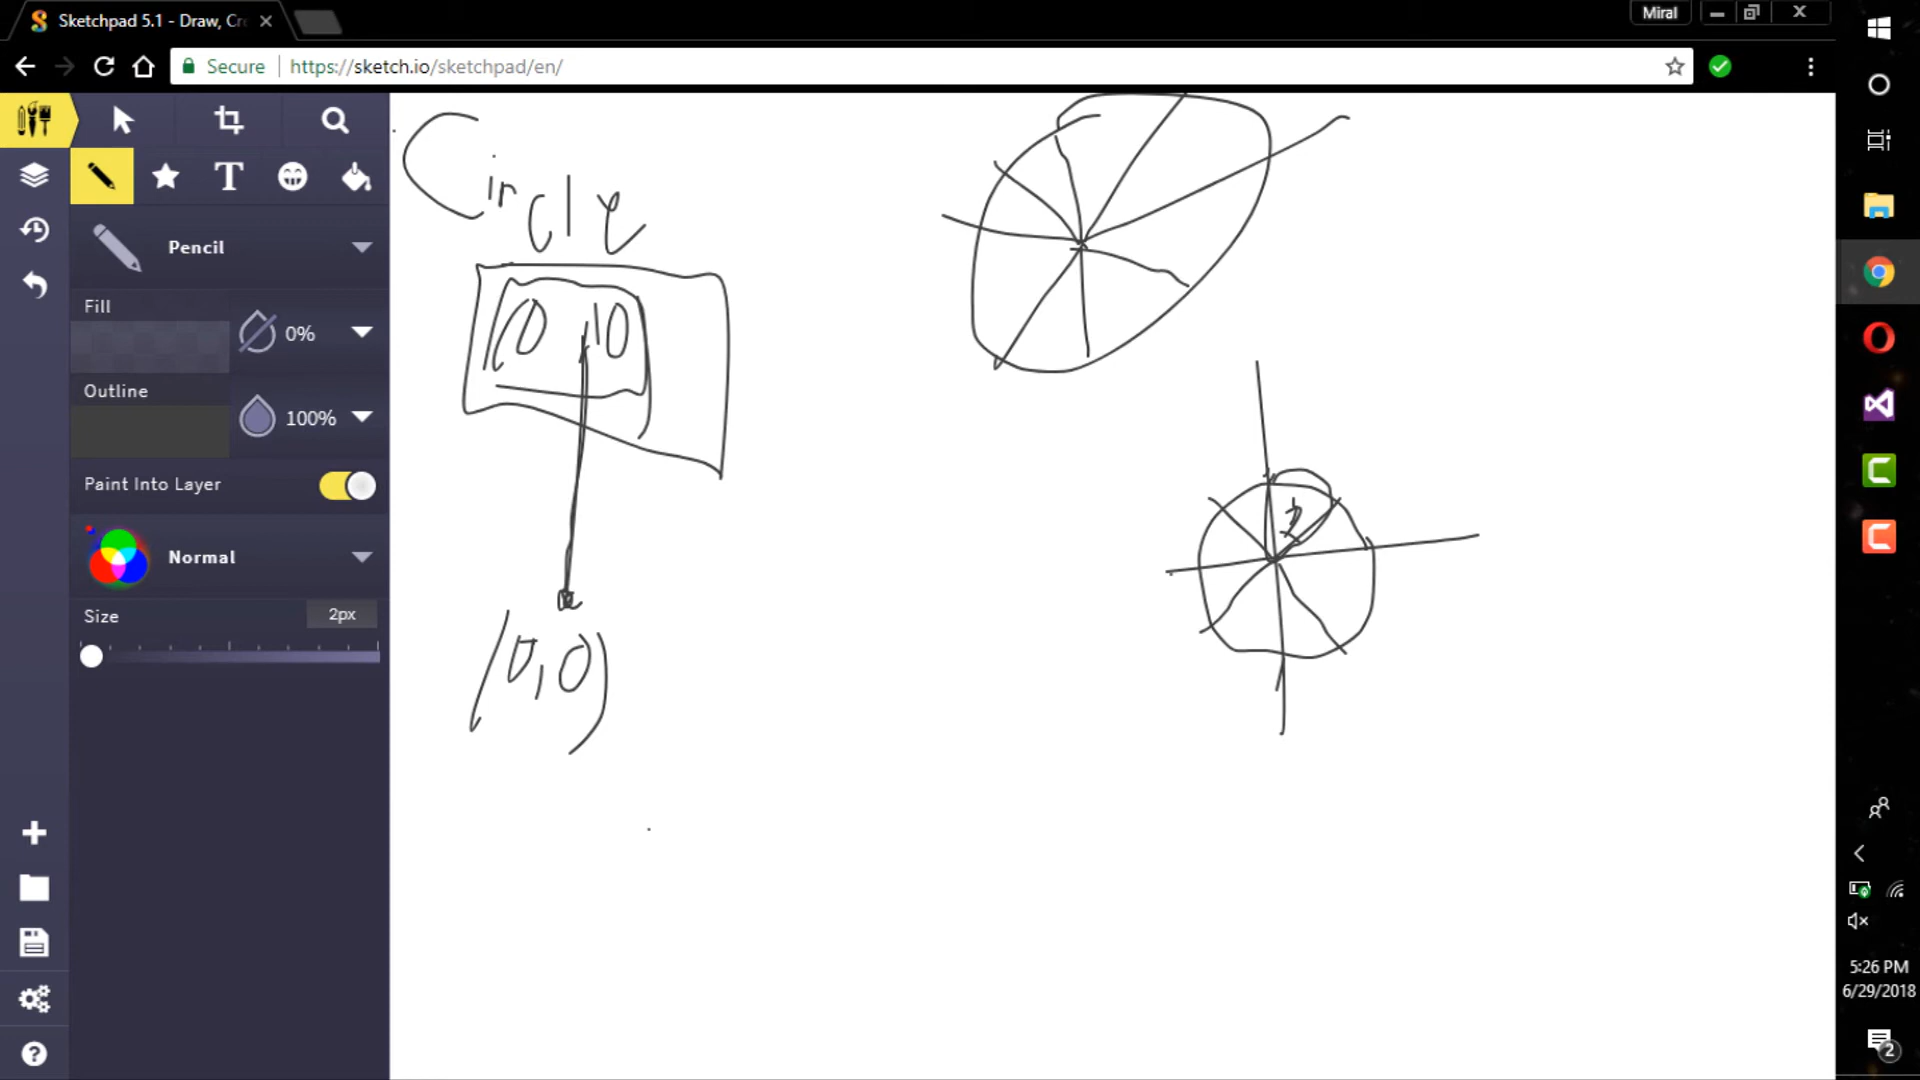 Sketchpad 5.1 - Draw, Cr
Miral
Secure
https://sketch.io/sketchpad/en/
T
Pencil
Fill
0%
Outline
100%
Paint Into Layer
Normal
Size
2px
Circle
10
(0,0)
2
5:26 PM
6/29/2018
2